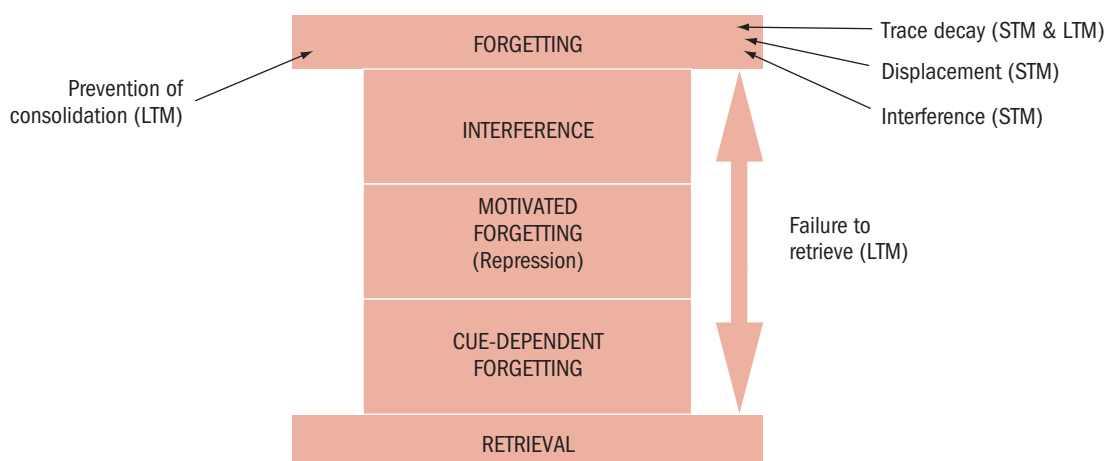 FORGETTING
Trace decay (STM & LTM)
Displacement (STM)
Interference (STM)
Prevention of
consolidation (LTM)
INTERFERENCE
MOTIVATED
FORGETTING
(Repression)
Failure to
retrieve (LTM)
CUE-DEPENDENT
FORGETTING
RETRIEVAL